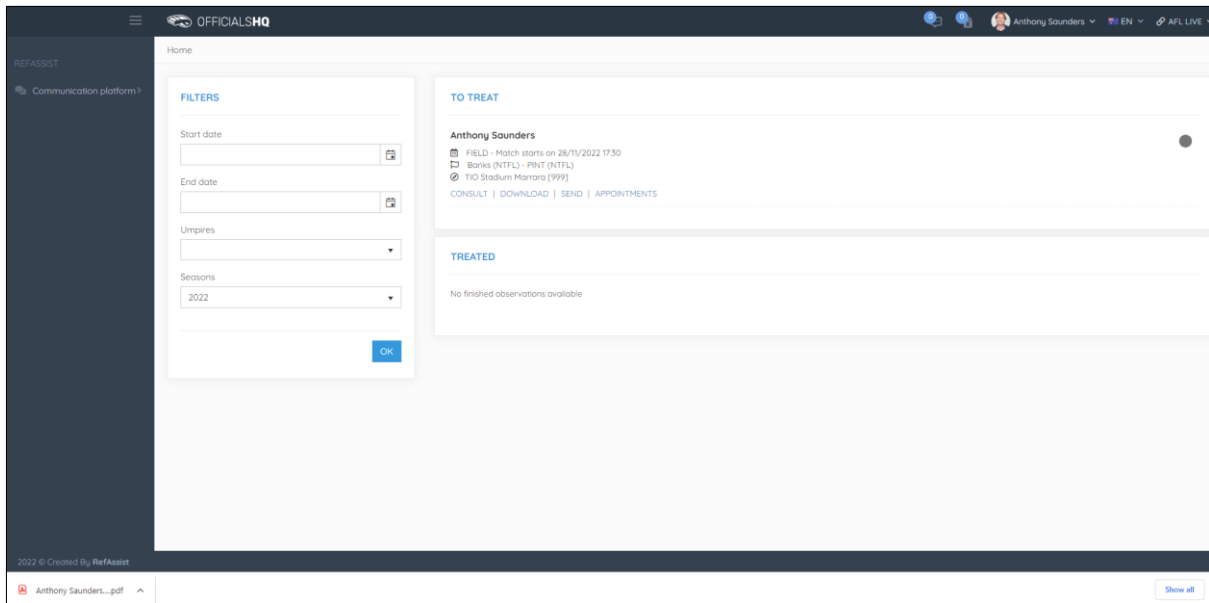 OFFICIALSHQ
0
0
Anthony Saunders
EN
AFL LIVE
REFASSIST
Communication platform
Home
FILTERS
Start date
End date
Umpires
Seasons
2022
OK
TO TREAT
Anthony Saunders
FIELD - Match starts on 28/11/2022 17:30
Banks (NTFL) - PINT (NTFL)
TIO Stadium Marrara [999]
CONSULT | DOWNLOAD | SEND | APPOINTMENTS
TREATED
No finished observations available
2022 © Created By RefAssist
Anthony Saunders....pdf
Show all